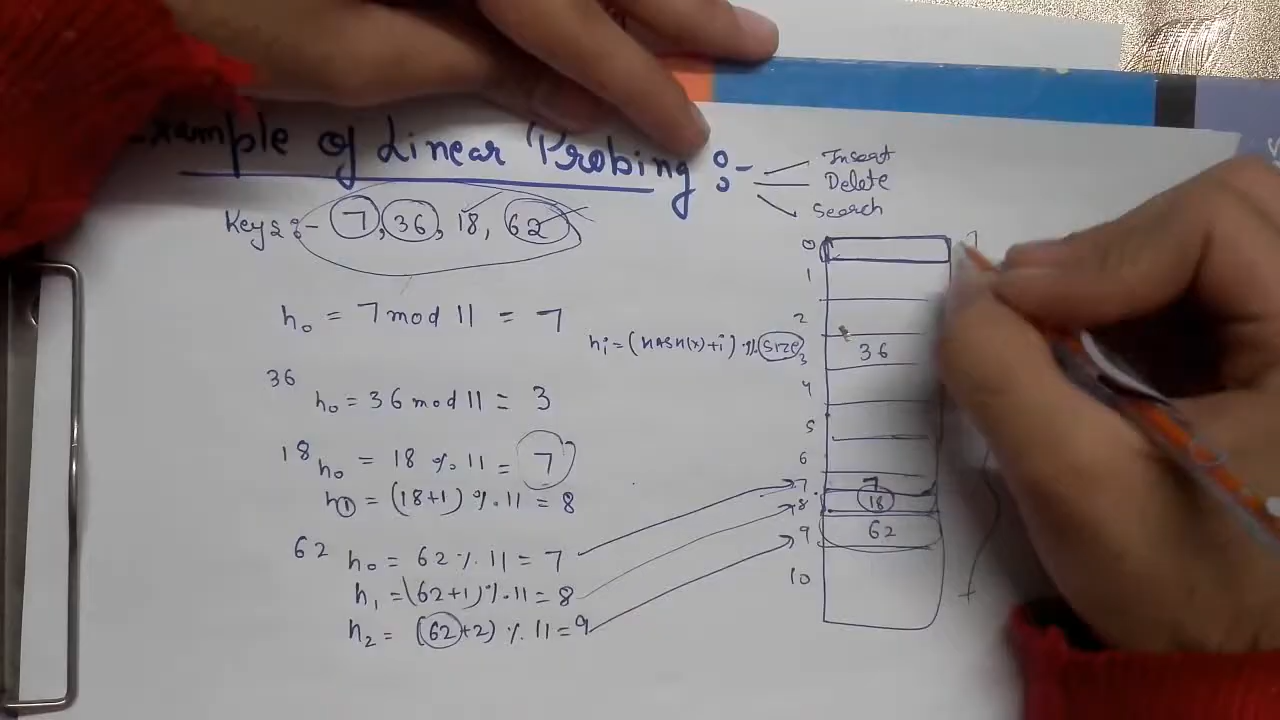 Example of Linear Probing :-
Insert
Delete
Search
Keys :- 7, 36, 18, 62
h0 = 7 mod 11 = 7
hi = (HASH(x) + i) % size
36
h0 = 36 mod 11 = 3
18
h0 = 18 % 11 = 7
h1 = (18+1) % 11 = 8
62
h0 = 62 % 11 = 7
h1 = (62+1) % 11 = 8
h2 = (62+2) % 11 = 9
0
1
2
3 36
4
5
6
7 7
8 18
9 62
10